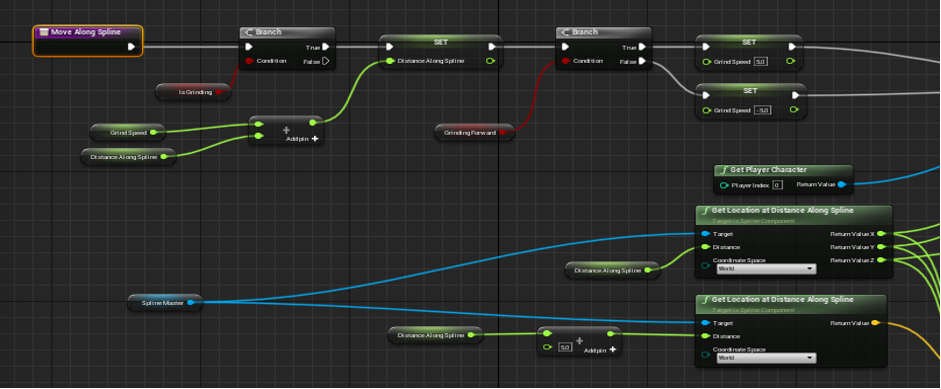 Move Along Spline
Branch
True
Condition
False
Is Grinding
Grind Speed
Distance Along Spline
Add pin
SET
Distance Along Spline
Branch
True
Condition
False
Grinding Forward
SET
Grind Speed 5.0
SET
Grind Speed -5.0
Get Player Character
Player Index 0
Return Value
Get Location at Distance Along Spline
Target is Spline Component
Target
Return Value X
Distance
Return Value Y
Return Value Z
Coordinate Space
World
Distance Along Spline
Spline Master
Get Location at Distance Along Spline
Target is Spline Component
Target
Return Value
Distance
Coordinate Space
World
Distance Along Spline
5.0
Add pin